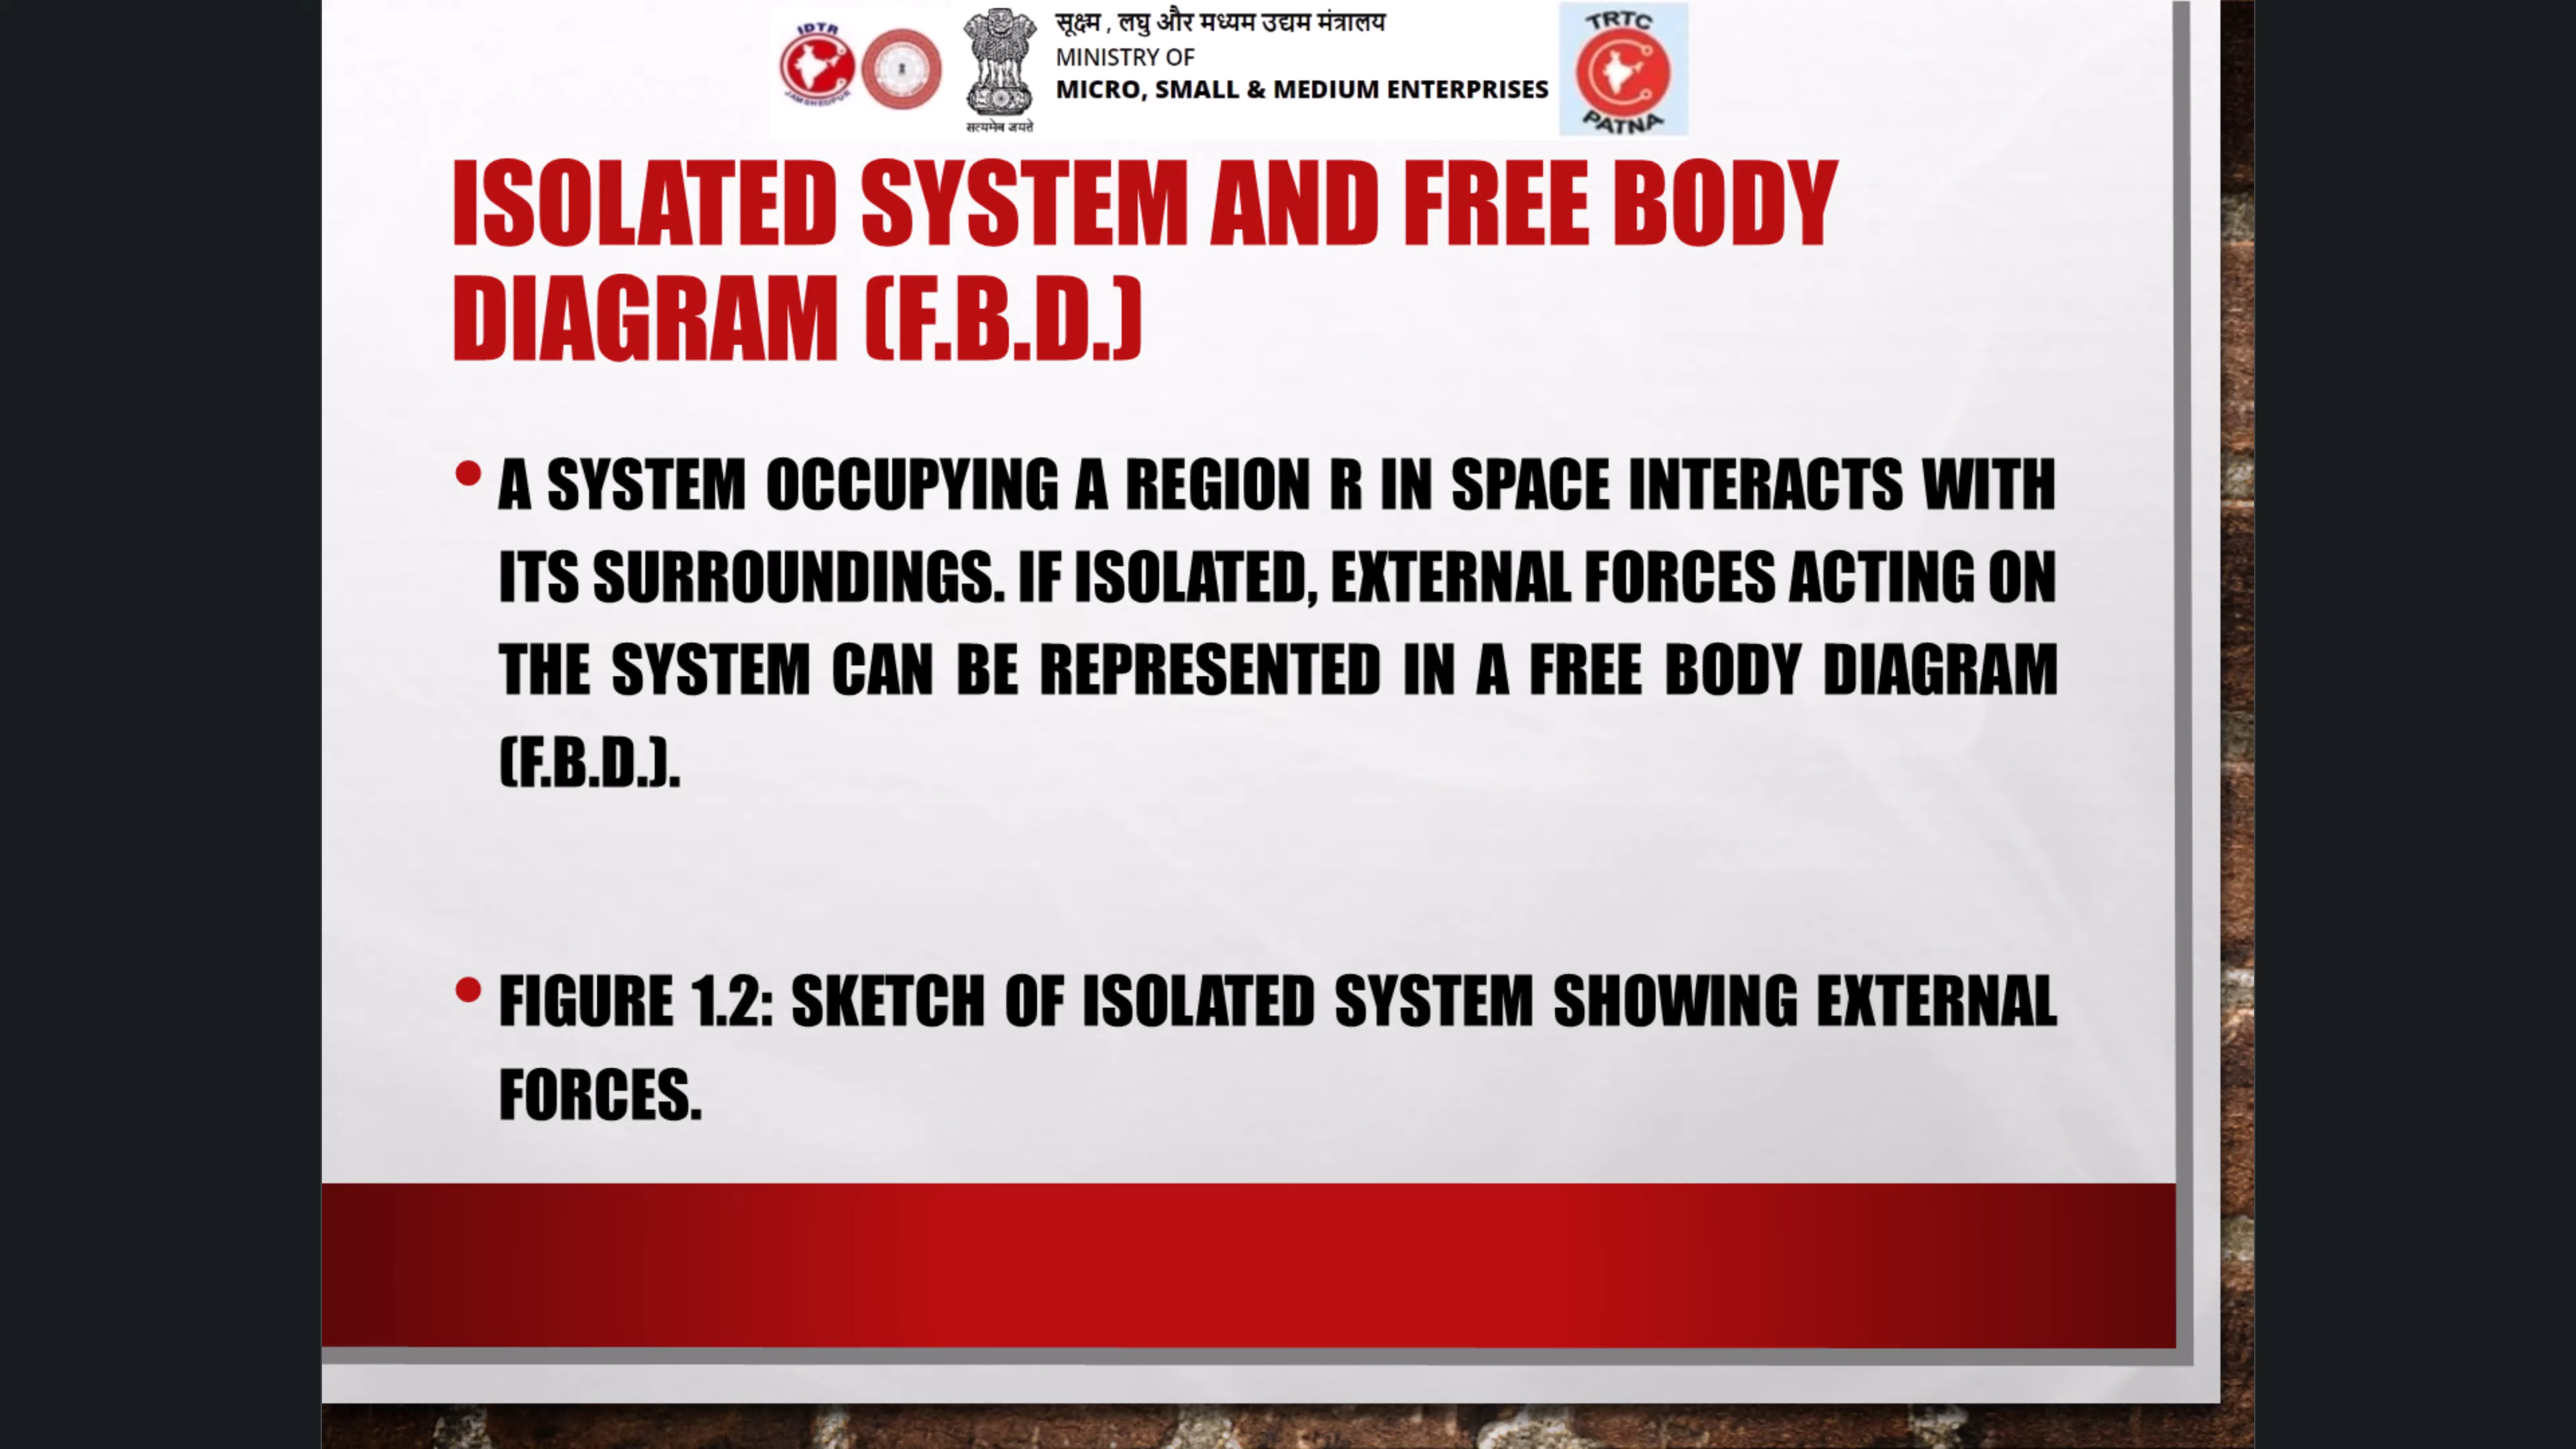 IDTR
JAMSHEDPUR
सत्यमेव जयते
सूक्ष्म , लघु और मध्यम उद्यम मंत्रालय
MINISTRY OF
MICRO, SMALL & MEDIUM ENTERPRISES
TRTC
PATNA
ISOLATED SYSTEM AND FREE BODY
DIAGRAM (F.B.D.)
• A SYSTEM OCCUPYING A REGION R IN SPACE INTERACTS WITH
ITS SURROUNDINGS. IF ISOLATED, EXTERNAL FORCES ACTING ON
THE SYSTEM CAN BE REPRESENTED IN A FREE BODY DIAGRAM
(F.B.D.).
• FIGURE 1.2: SKETCH OF ISOLATED SYSTEM SHOWING EXTERNAL
FORCES.